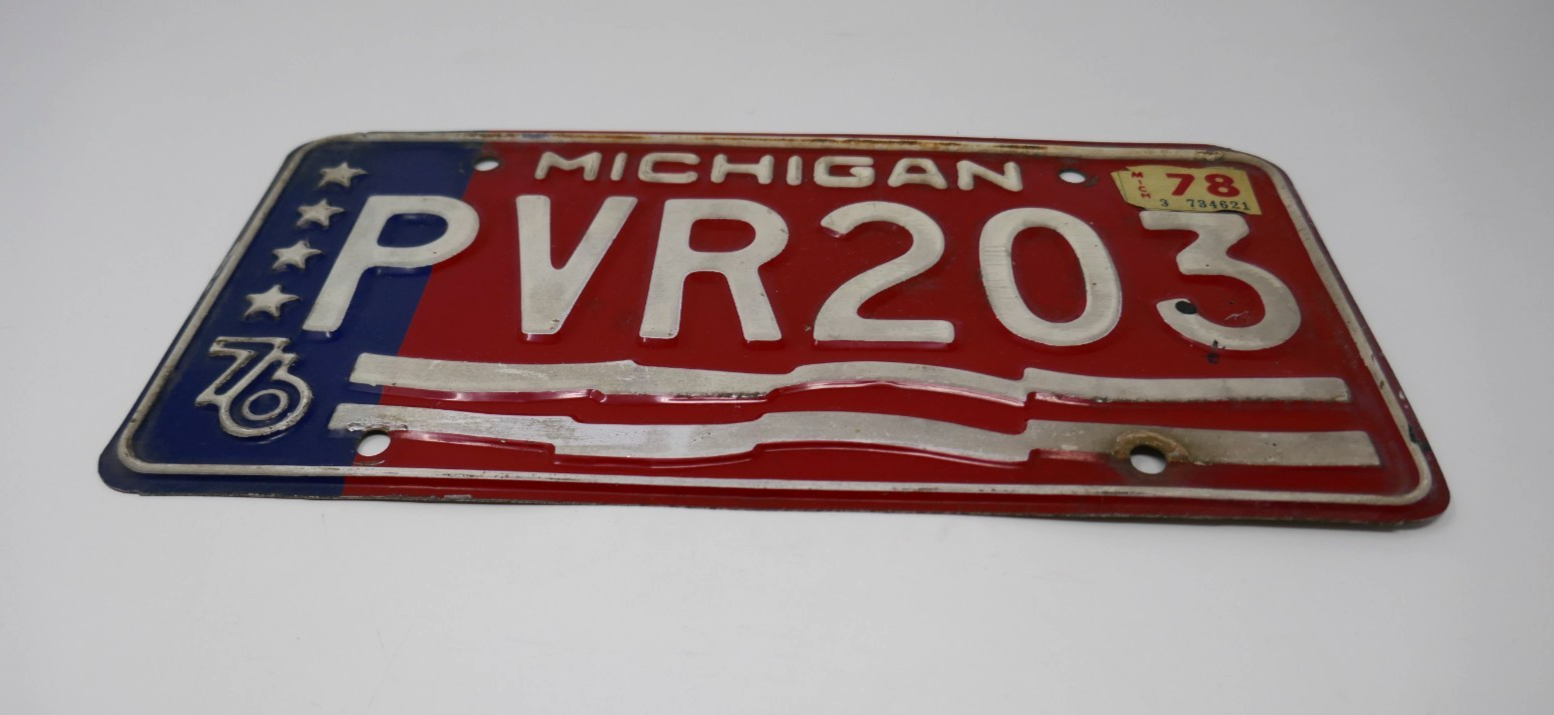 MICHIGAN
MICH 78
3 734621
PVR203
76